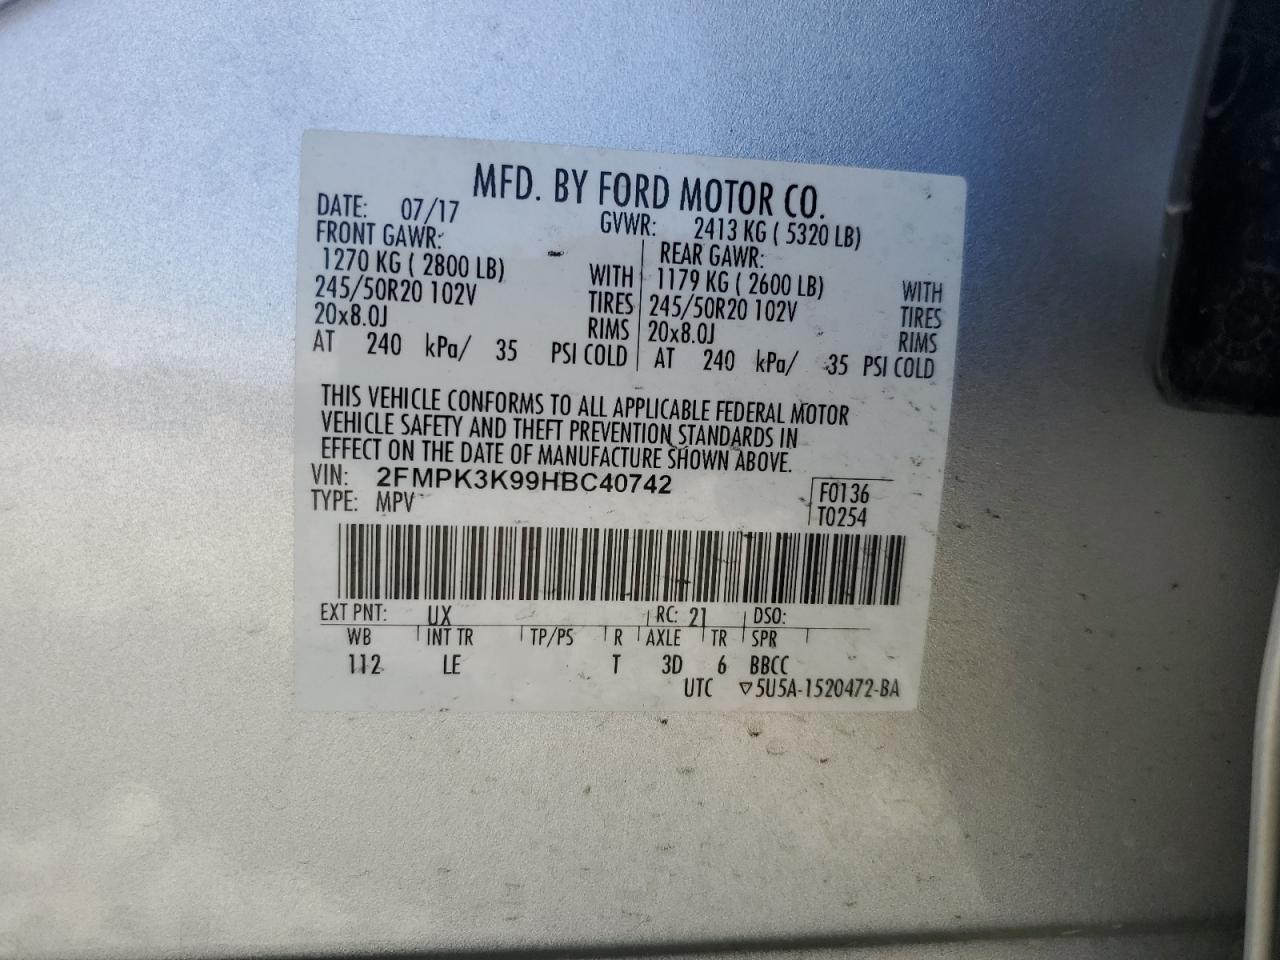 MFD. BY FORD MOTOR CO.
DATE: 07/17 GVWR: 2413 KG ( 5320 LB)
FRONT GAWR: REAR GAWR:
1270 KG ( 2800 LB) WITH 1179 KG ( 2600 LB) WITH
245/50R20 102V TIRES 245/50R20 102V TIRES
20x8.0J RIMS 20x8.0J RIMS
AT 240 kPa/ 35 PSI COLD AT 240 kPa/ 35 PSI COLD
THIS VEHICLE CONFORMS TO ALL APPLICABLE FEDERAL MOTOR
VEHICLE SAFETY AND THEFT PREVENTION STANDARDS IN
EFFECT ON THE DATE OF MANUFACTURE SHOWN ABOVE.
VIN: 2FMPK3K99HBC40742 F0136
TYPE: MPV T0254
EXT PNT: UX RC: 21 DSO:
WB INT TR TP/PS R AXLE TR SPR
112 LE T 3D 6 BBCC
UTC ▽5U5A-1520472-BA